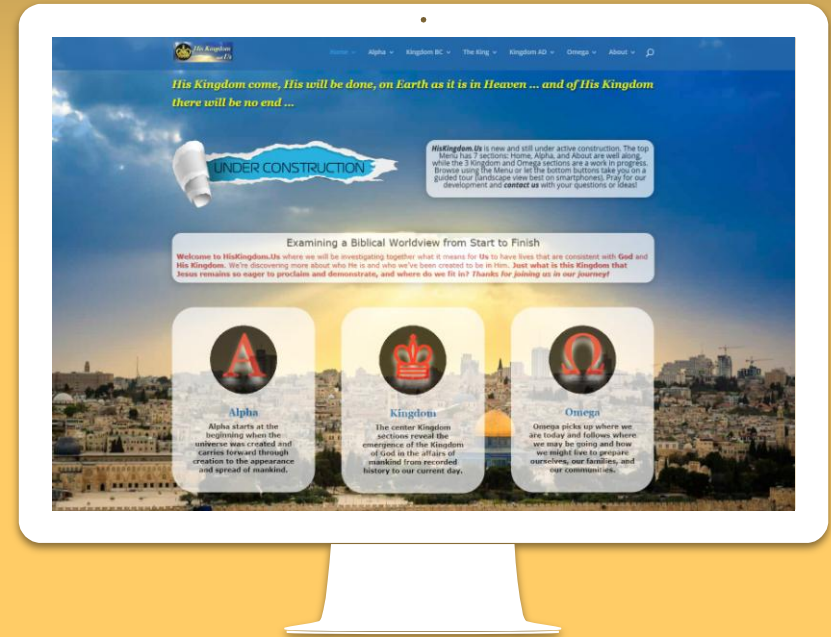 His Kingdom
and Us
Home
Alpha
Kingdom BC
The King
Kingdom AD
Omega
About
His Kingdom come, His will be done, on Earth as it is in Heaven ... and of His Kingdom
there will be no end ...
UNDER CONSTRUCTION
HisKingdom.Us is new and still under active construction. The top
Menu has 7 sections: Home, Alpha, and About are well along,
while the 3 Kingdom and Omega sections are a work in progress.
Browse using the Menu or let the bottom buttons take you on a
guided tour (landscape view best on smartphones). Pray for our
development and contact us with your questions or ideas!
Examining a Biblical Worldview from Start to Finish
Welcome to HisKingdom.Us where we will be investigating together what it means for Us to have lives that are consistent with God and
His Kingdom. We're discovering more about who He is and who we've been created to be in Him. Just what is this Kingdom that
Jesus remains so eager to proclaim and demonstrate, and where do we fit in? Thanks for joining us in our journey!
A
Ω
Alpha
Alpha starts at the
beginning when the
universe was created and
carries forward through
creation to the appearance
and spread of mankind.
Kingdom
The center Kingdom
sections reveal the
emergence of the Kingdom
of God in the affairs of
mankind from recorded
history to our current day.
Omega
Omega picks up where we
are today and follows where
we may be going and how
we might live to prepare
ourselves, our families, and
our communities.